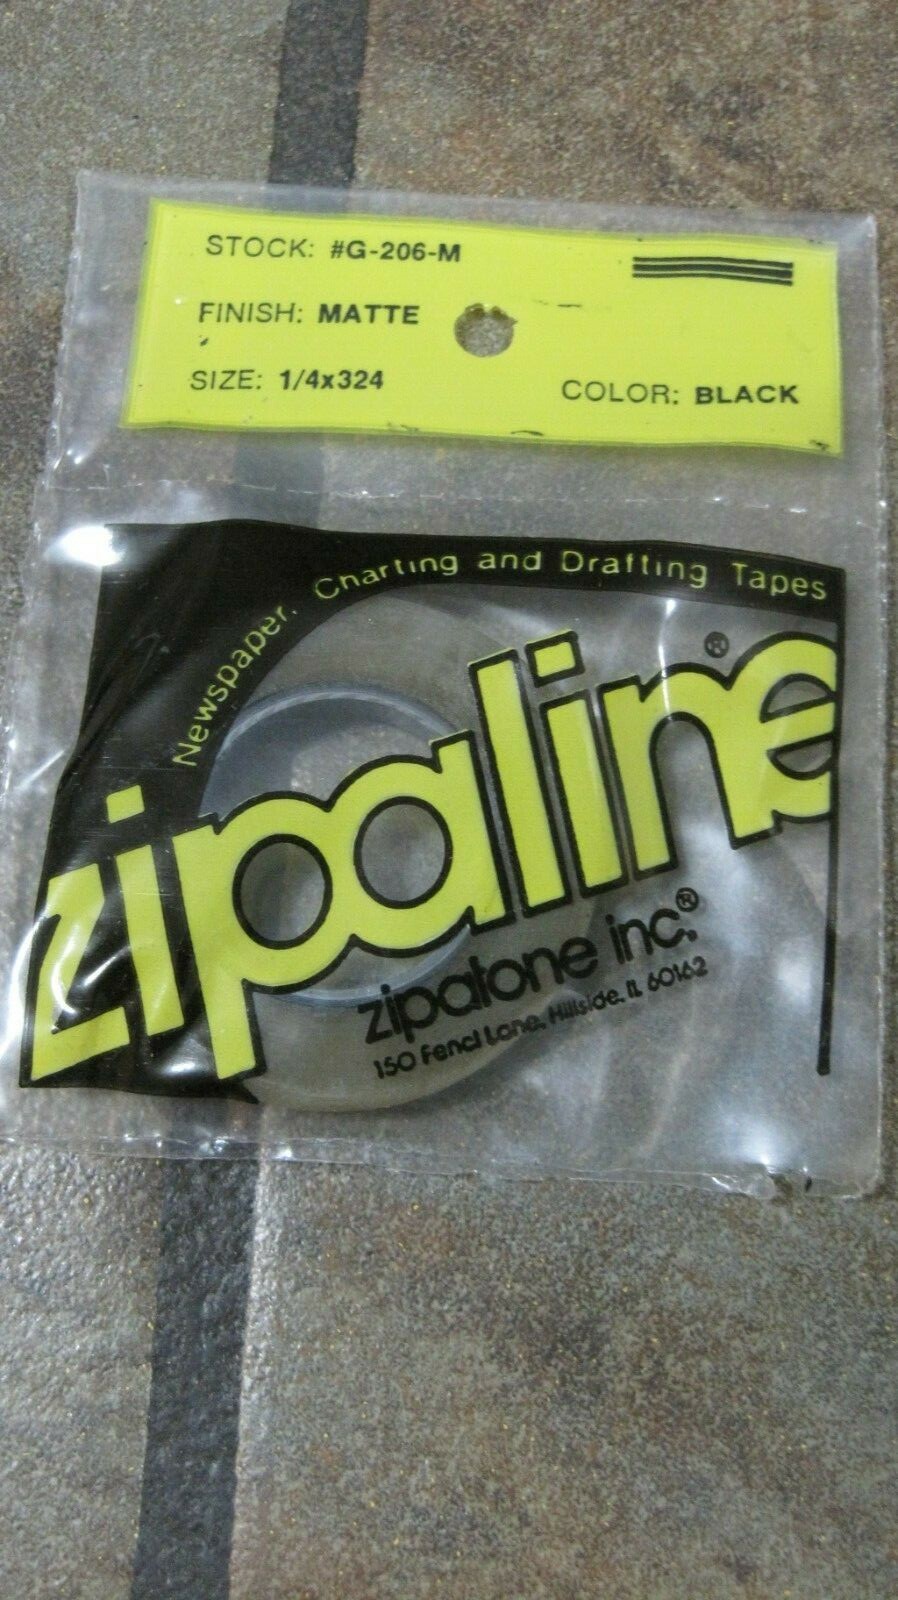 STOCK: #G-206-M
FINISH: MATTE
SIZE: 1/4x324
COLOR: BLACK
Newspaper, Charting and Drafting Tapes
zipaline®
zipatone inc.®
150 Fencl Lane, Hillside, IL 60162